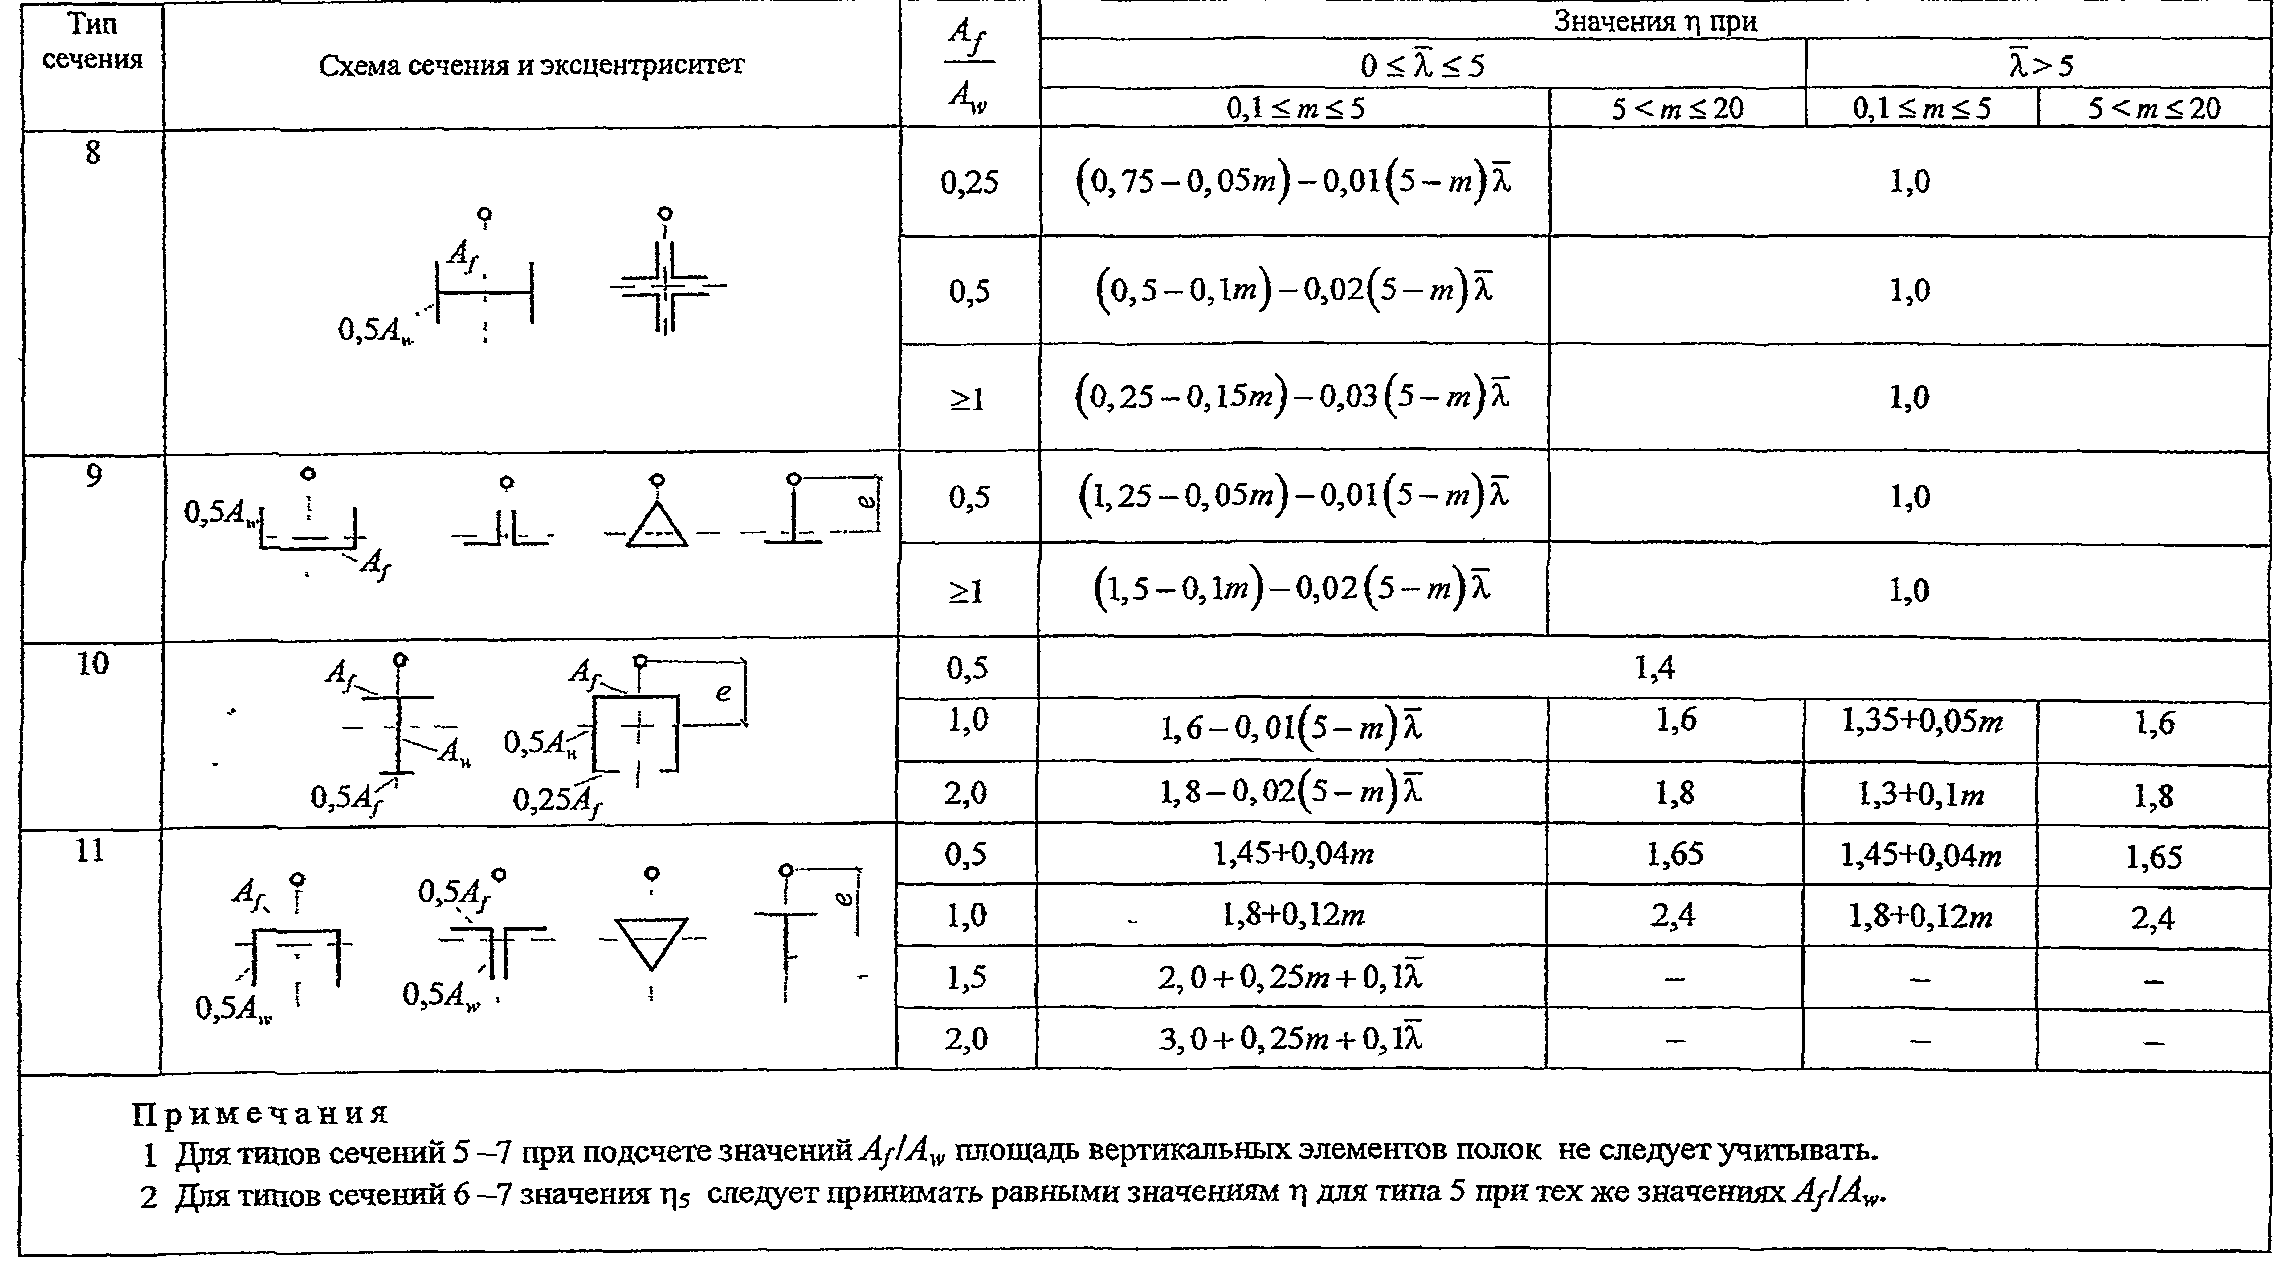 Тип сечения
Схема сечения и эксцентриситет
A_f / A_w
Значения η при
0 ≤ λ̅ ≤ 5
λ̅ > 5
0,1 ≤ m ≤ 5
5 < m ≤ 20
0,1 ≤ m ≤ 5
5 < m ≤ 20
8
A_f
0,5A_н
0,25
(0,75 – 0,05m) – 0,01(5 – m)λ̅
1,0
0,5
(0,5 – 0,1m) – 0,02(5 – m)λ̅
1,0
≥1
(0,25 – 0,15m) – 0,03(5 – m)λ̅
1,0
9
0,5A_н
A_f
e
0,5
(1,25 – 0,05m) – 0,01(5 – m)λ̅
1,0
≥1
(1,5 – 0,1m) – 0,02(5 – m)λ̅
1,0
10
A_f
A_н
0,5A_f
A_f
0,5A_н
0,25A_f
e
0,5
1,4
1,0
1,6 – 0,01(5 – m)λ̅
1,6
1,35+0,05m
1,6
2,0
1,8 – 0,02(5 – m)λ̅
1,8
1,3+0,1m
1,8
11
A_f
0,5A_w
0,5A_f
0,5A_w
e
0,5
1,45+0,04m
1,65
1,45+0,04m
1,65
1,0
1,8+0,12m
2,4
1,8+0,12m
2,4
1,5
2,0 + 0,25m + 0,1λ̅
–
–
–
2,0
3,0 + 0,25m + 0,1λ̅
–
–
–
Примечания
1 Для типов сечений 5 –7 при подсчете значений A_f/A_w площадь вертикальных элементов полок не следует учитывать.
2 Для типов сечений 6 –7 значения η₅ следует принимать равными значениям η для типа 5 при тех же значениях A_f/A_w.